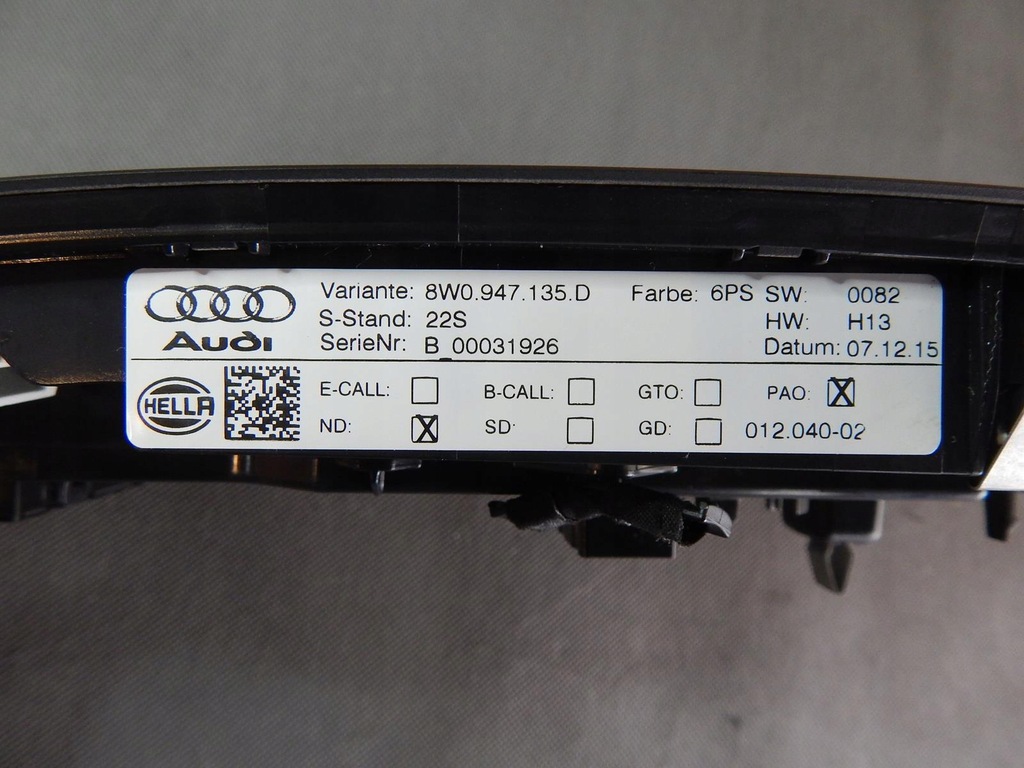 Variante: 8W0.947.135.D Farbe: 6PS SW: 0082
S-Stand: 22S HW: H13
SerieNr: B_00031926 Datum: 07.12.15
Audi
HELLA
E-CALL: B-CALL: GTO: PAO: X
ND: X SD: GD: 012.040-02